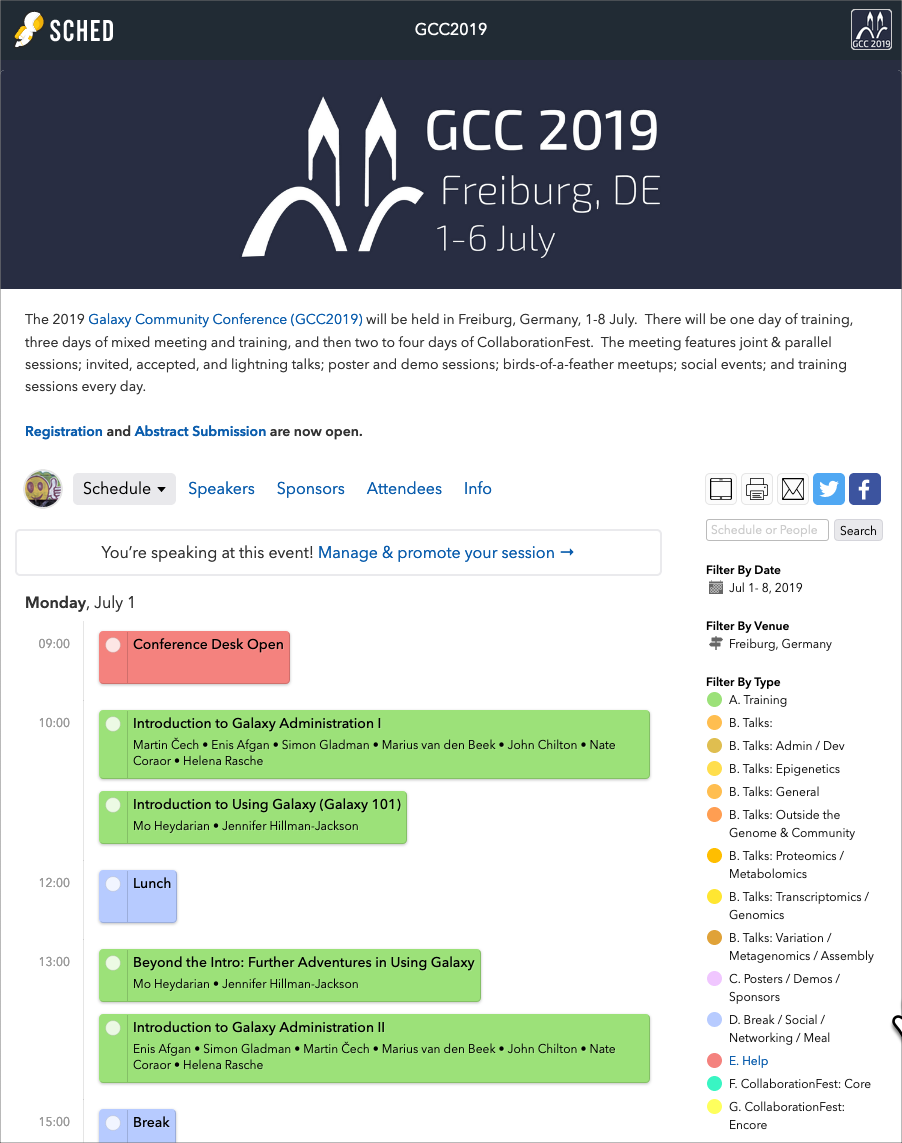 SCHED
GCC2019
GCC 2019
GCC 2019
Freiburg, DE
1-6 July
The 2019 Galaxy Community Conference (GCC2019) will be held in Freiburg, Germany, 1-8 July. There will be one day of training,
three days of mixed meeting and training, and then two to four days of CollaborationFest. The meeting features joint & parallel
sessions; invited, accepted, and lightning talks; poster and demo sessions; birds-of-a-feather meetups; social events; and training
sessions every day.
Registration and Abstract Submission are now open.
Schedule
Speakers
Sponsors
Attendees
Info
You're speaking at this event! Manage & promote your session →
Monday, July 1
09:00
Conference Desk Open
10:00
Introduction to Galaxy Administration I
Martin Čech • Enis Afgan • Simon Gladman • Marius van den Beek • John Chilton • Nate
Coraor • Helena Rasche
Introduction to Using Galaxy (Galaxy 101)
Mo Heydarian • Jennifer Hillman-Jackson
12:00
Lunch
13:00
Beyond the Intro: Further Adventures in Using Galaxy
Mo Heydarian • Jennifer Hillman-Jackson
Introduction to Galaxy Administration II
Enis Afgan • Simon Gladman • Martin Čech • Marius van den Beek • John Chilton • Nate
Coraor • Helena Rasche
15:00
Break
Schedule or People
Search
Filter By Date
Jul 1- 8, 2019
Filter By Venue
Freiburg, Germany
Filter By Type
A. Training
B. Talks:
B. Talks: Admin / Dev
B. Talks: Epigenetics
B. Talks: General
B. Talks: Outside the
Genome & Community
B. Talks: Proteomics /
Metabolomics
B. Talks: Transcriptomics /
Genomics
B. Talks: Variation /
Metagenomics / Assembly
C. Posters / Demos /
Sponsors
D. Break / Social /
Networking / Meal
E. Help
F. CollaborationFest: Core
G. CollaborationFest:
Encore